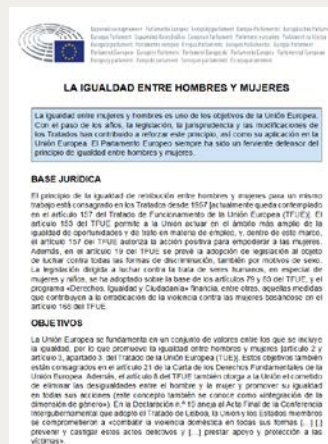 LA IGUALDAD ENTRE HOMBRES Y MUJERES
La igualdad entre mujeres y hombres es uno de los objetivos de la Unión Europea.
Con el paso de los años, la legislación, la jurisprudencia y las modificaciones de
los Tratados han contribuido a reforzar este principio, así como su aplicación en la
Unión Europea. El Parlamento Europeo siempre ha sido un ferviente defensor del
principio de igualdad entre hombres y mujeres.
BASE JURÍDICA
El principio de la igualdad de retribución entre hombres y mujeres para un mismo
trabajo está consagrado en los Tratados desde 1957 (actualmente queda contemplado
en el artículo 157 del Tratado de Funcionamiento de la Unión Europea (TFUE)). El
artículo 153 del TFUE permite a la Unión actuar en el ámbito más amplio de la
igualdad de oportunidades y de trato en materia de empleo, y, dentro de este marco,
el artículo 157 del TFUE autoriza la acción positiva para empoderar a las mujeres.
Además, en el artículo 19 del TFUE se prevé la adopción de legislación al objeto
de luchar contra todas las formas de discriminación, también por motivos de sexo.
La legislación dirigida a luchar contra la trata de seres humanos, en especial de
mujeres y niños, se ha adoptado sobre la base de los artículos 79 y 83 del TFUE, y el
programa «Derechos, Igualdad y Ciudadanía» financia, entre otras, aquellas medidas
que contribuyen a la erradicación de la violencia contra las mujeres basándose en el
artículo 168 del TFUE.
OBJETIVOS
La Unión Europea se fundamenta en un conjunto de valores entre los que se incluye
la igualdad, por lo que promueve la igualdad entre hombres y mujeres (artículo 2 y
artículo 3, apartado 3, del Tratado de la Unión Europea (TUE)). Estos objetivos también
están consagrados en el artículo 21 de la Carta de los Derechos Fundamentales de la
Unión Europea. Además, el artículo 8 del TFUE también otorga a la Unión el cometido
de eliminar las desigualdades entre el hombre y la mujer y promover su igualdad
en todas sus acciones (este concepto también se conoce como «integración de la
dimensión de género»). En la Declaración n.º 19 aneja al Acta Final de la Conferencia
Intergubernamental que adoptó el Tratado de Lisboa, la Unión y los Estados miembros
se comprometieron a «combatir la violencia doméstica en todas sus formas [...] [,]
prevenir y castigar estos actos delictivos y [...] prestar apoyo y protección a las
víctimas».